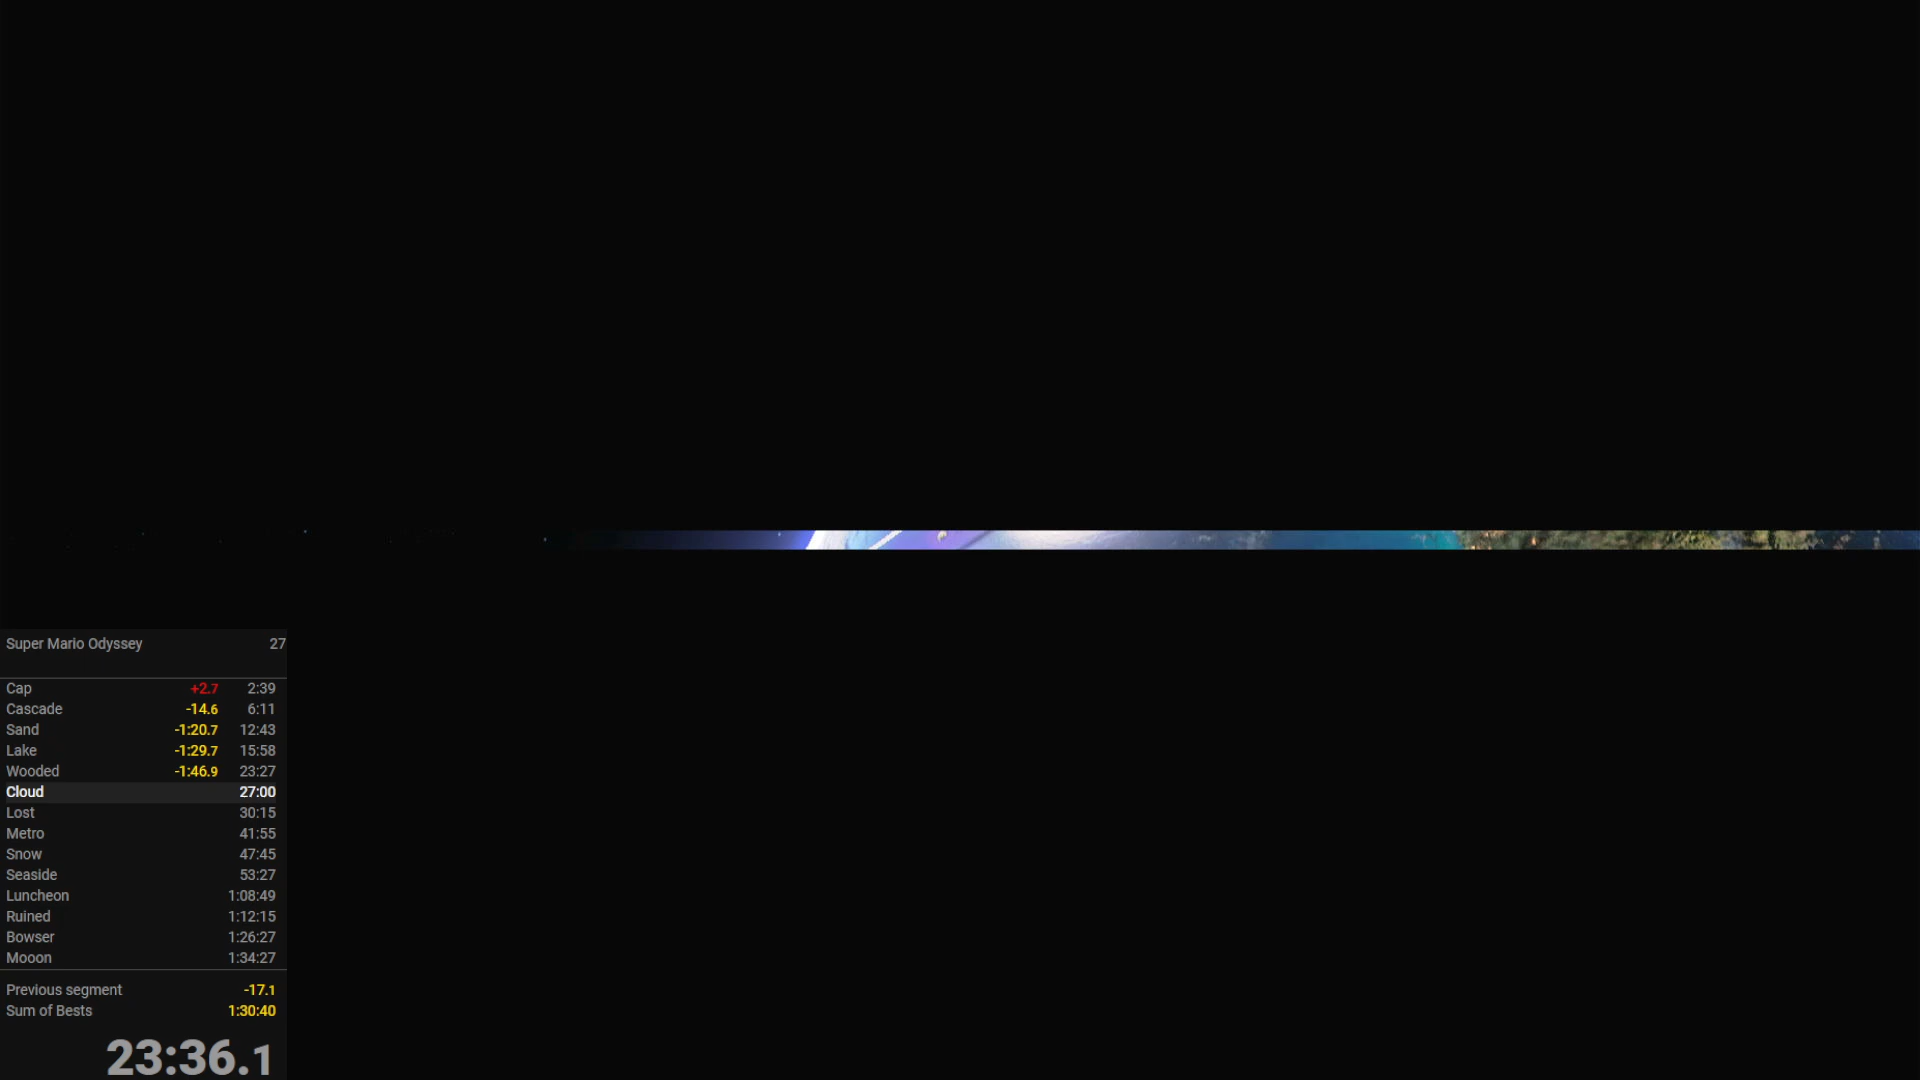 Super Mario Odyssey 27
Cap +2.7 2:39
Cascade -14.6 6:11
Sand -1:20.7 12:43
Lake -1:29.7 15:58
Wooded -1:46.9 23:27
Cloud 27:00
Lost 30:15
Metro 41:55
Snow 47:45
Seaside 53:27
Luncheon 1:08:49
Ruined 1:12:15
Bowser 1:26:27
Mooon 1:34:27
Previous segment -17.1
Sum of Bests 1:30:40
23:36.1